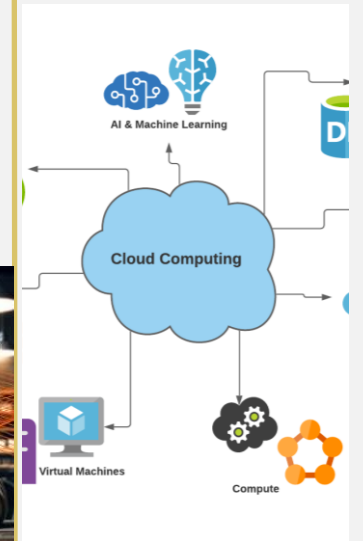 AI & Machine Learning
D
Cloud Computing
Virtual Machines
Compute